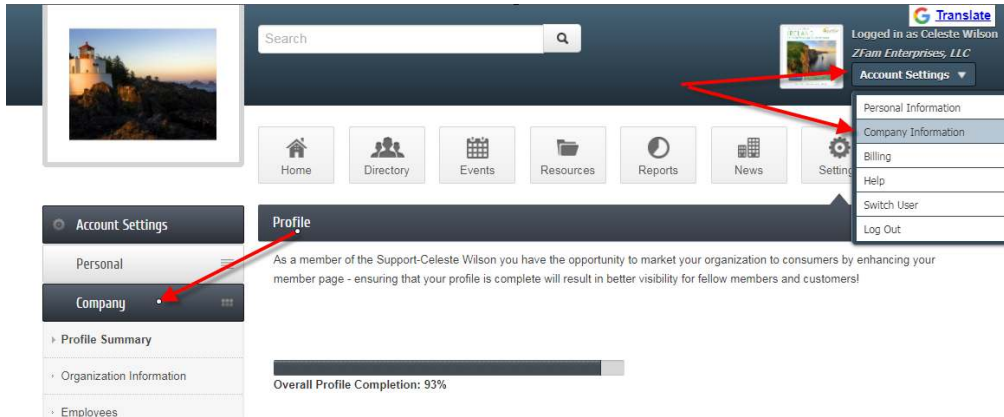 Search
Translate
Logged in as Celeste Wilson
ZFam Enterprises, LLC
Account Settings
Personal Information
Company Information
Billing
Help
Switch User
Log Out
Home
Directory
Events
Resources
Reports
News
Account Settings
Personal
Company
Profile Summary
Organization Information
Employees
Profile
As a member of the Support-Celeste Wilson you have the opportunity to market your organization to consumers by enhancing your
member page - ensuring that your profile is complete will result in better visibility for fellow members and customers!
Overall Profile Completion: 93%